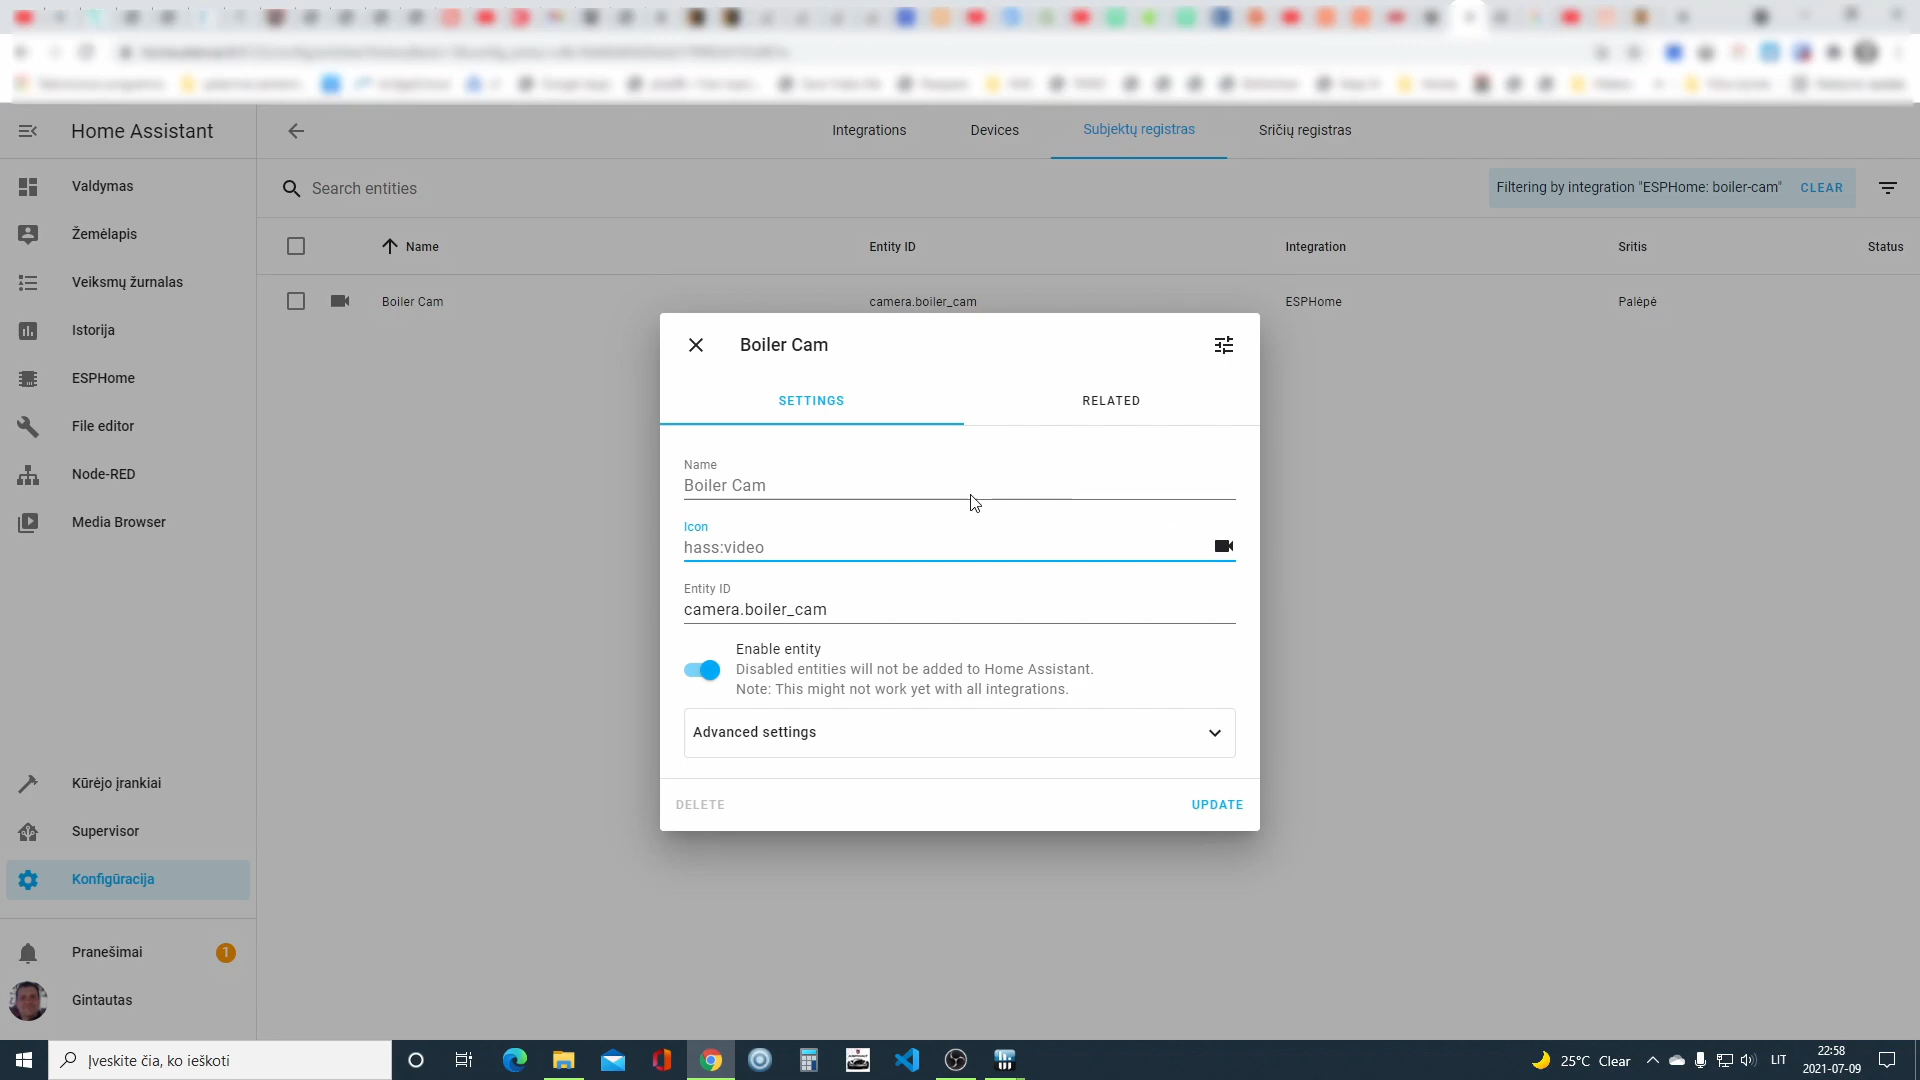 Home Assistant
Integrations
Devices
Subjektų registras
Sričių registras
Valdymas
Search entities
Filtering by integration "ESPHome: boiler-cam"
CLEAR
Žemėlapis
Name
Entity ID
Integration
Sritis
Status
Veiksmų žurnalas
Boiler Cam
camera.boiler_cam
ESPHome
Palėpė
Istorija
ESPHome
File editor
Node-RED
Media Browser
Boiler Cam
SETTINGS
RELATED
Name
Boiler Cam
Icon
hass:video
Entity ID
camera.boiler_cam
Enable entity
Disabled entities will not be added to Home Assistant.
Note: This might not work yet with all integrations.
Advanced settings
DELETE
UPDATE
Kūrėjo įrankiai
Supervisor
Konfigūracija
Pranešimai
1
Gintautas
Įveskite čia, ko ieškoti
25°C Clear
LIT
22:58
2021-07-09